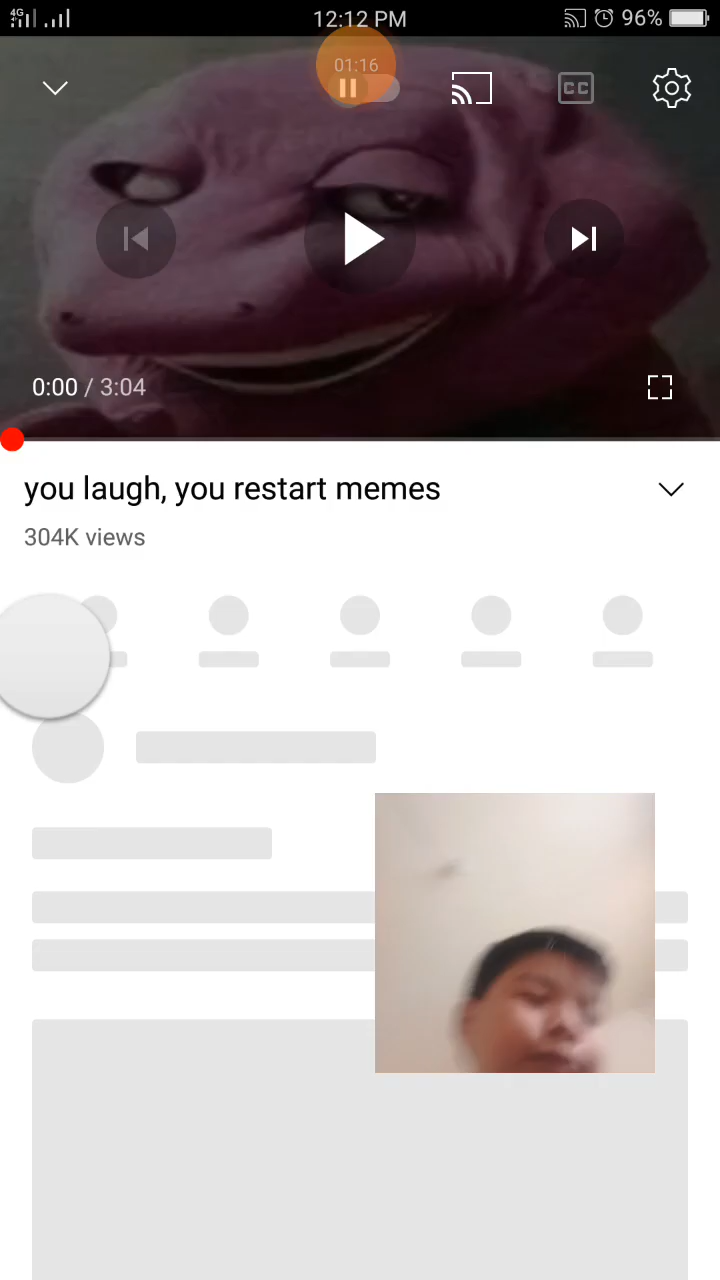 4G 12:12 PM 96%
01:16
CC
0:00 / 3:04
you laugh, you restart memes
304K views